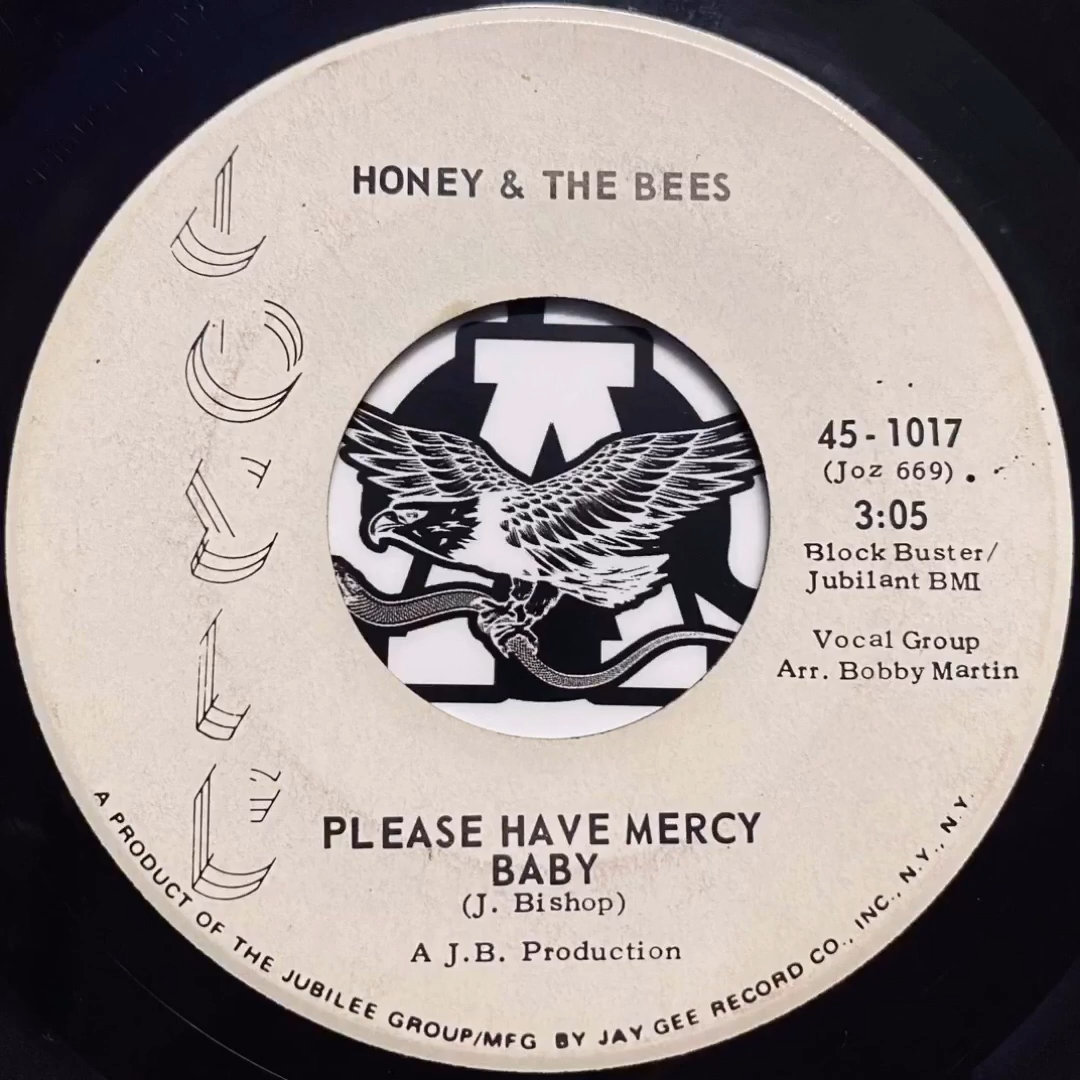 HONEY & THE BEES
JOSIE
45-1017
(Joz 669)
3:05
Block Buster/
Jubilant BMI
Vocal Group
Arr. Bobby Martin
PLEASE HAVE MERCY
BABY
(J. Bishop)
A J.B. Production
A PRODUCT OF THE JUBILEE GROUP/MFG BY JAY GEE RECORD CO., INC., N.Y., N.Y.